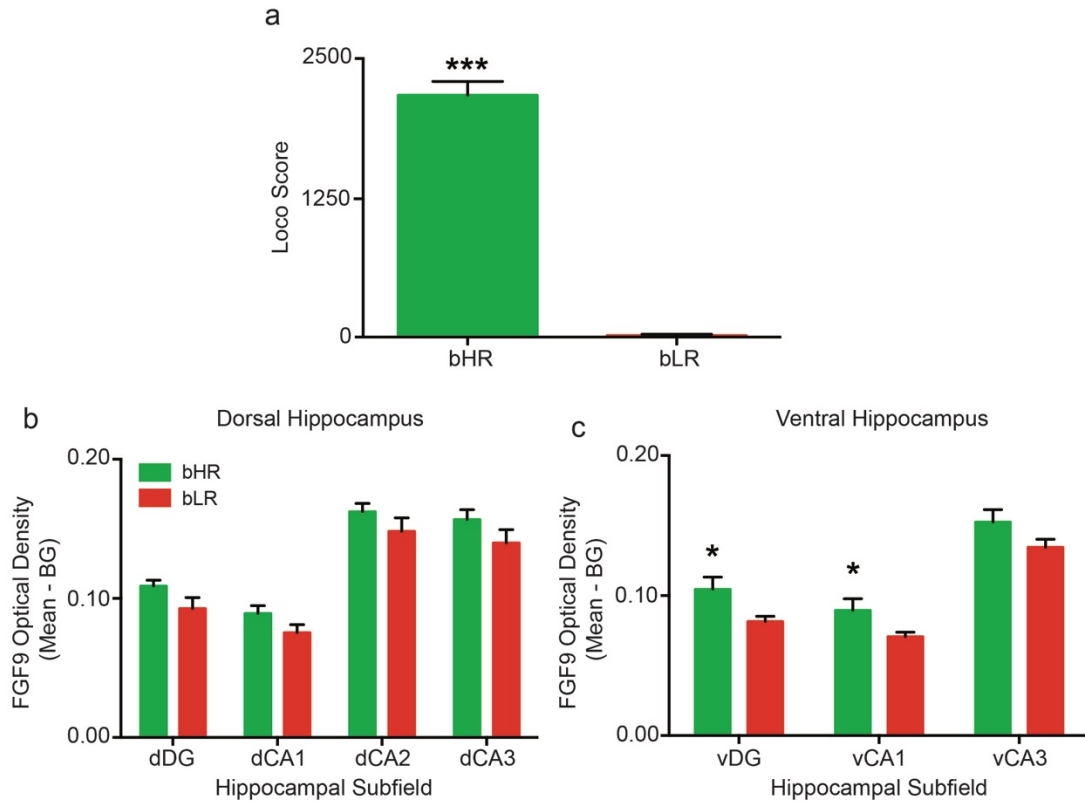 a
***
2500
1250
0
Loco Score
bHR bLR
b
Dorsal Hippocampus
bHR
bLR
0.20
0.10
0.00
FGF9 Optical Density
(Mean - BG)
dDG dCA1 dCA2 dCA3
Hippocampal Subfield
c
Ventral Hippocampus
0.20
0.10
0.00
FGF9 Optical Density
(Mean - BG)
* *
vDG vCA1 vCA3
Hippocampal Subfield